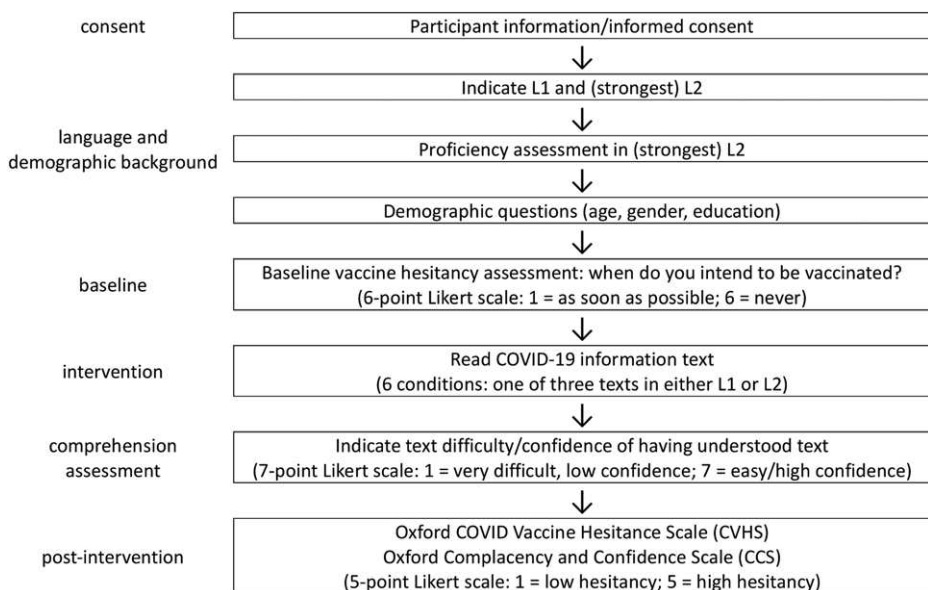 consent
Participant information/informed consent
Indicate L1 and (strongest) L2
language and
demographic background
Proficiency assessment in (strongest) L2
Demographic questions (age, gender, education)
baseline
Baseline vaccine hesitancy assessment: when do you intend to be vaccinated?
(6-point Likert scale: 1 = as soon as possible; 6 = never)
intervention
Read COVID-19 information text
(6 conditions: one of three texts in either L1 or L2)
comprehension
assessment
Indicate text difficulty/confidence of having understood text
(7-point Likert scale: 1 = very difficult, low confidence; 7 = easy/high confidence)
post-intervention
Oxford COVID Vaccine Hesitance Scale (CVHS)
Oxford Complacency and Confidence Scale (CCS)
(5-point Likert scale: 1 = low hesitancy; 5 = high hesitancy)